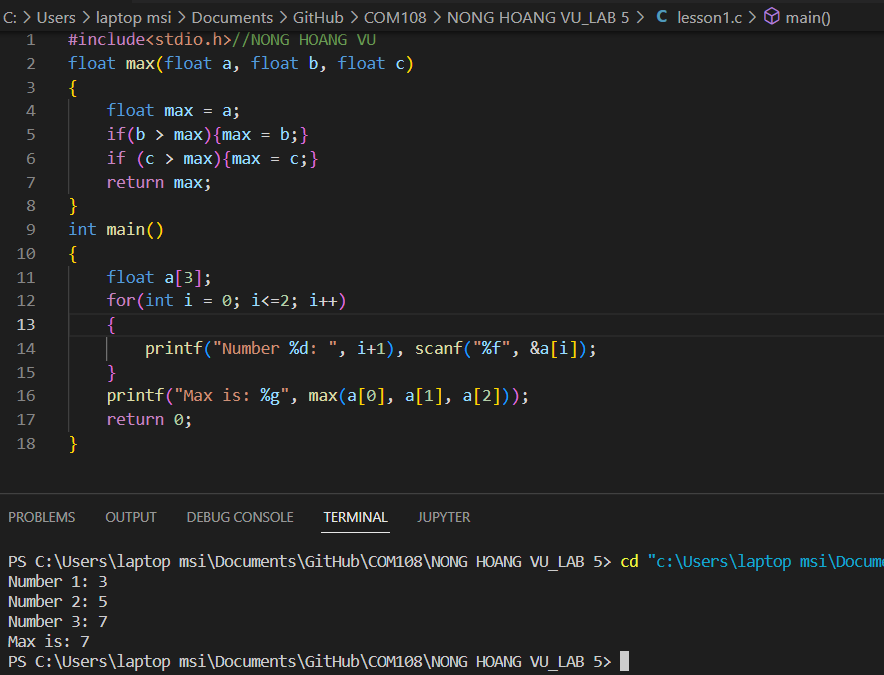 C: > Users > laptop msi > Documents > GitHub > COM108 > NONG HOANG VU_LAB 5 > C lesson1.c > main()
1 #include<stdio.h>//NONG HOANG VU
2 float max(float a, float b, float c)
3 {
4     float max = a;
5     if(b > max){max = b;}
6     if (c > max){max = c;}
7     return max;
8 }
9 int main()
10 {
11     float a[3];
12     for(int i = 0; i<=2; i++)
13     {
14         printf("Number %d: ", i+1), scanf("%f", &a[i]);
15     }
16     printf("Max is: %g", max(a[0], a[1], a[2]));
17     return 0;
18 }
PROBLEMS OUTPUT DEBUG CONSOLE TERMINAL JUPYTER
PS C:\Users\laptop msi\Documents\GitHub\COM108\NONG HOANG VU_LAB 5> cd "c:\Users\laptop msi\Docume
Number 1: 3
Number 2: 5
Number 3: 7
Max is: 7
PS C:\Users\laptop msi\Documents\GitHub\COM108\NONG HOANG VU_LAB 5>